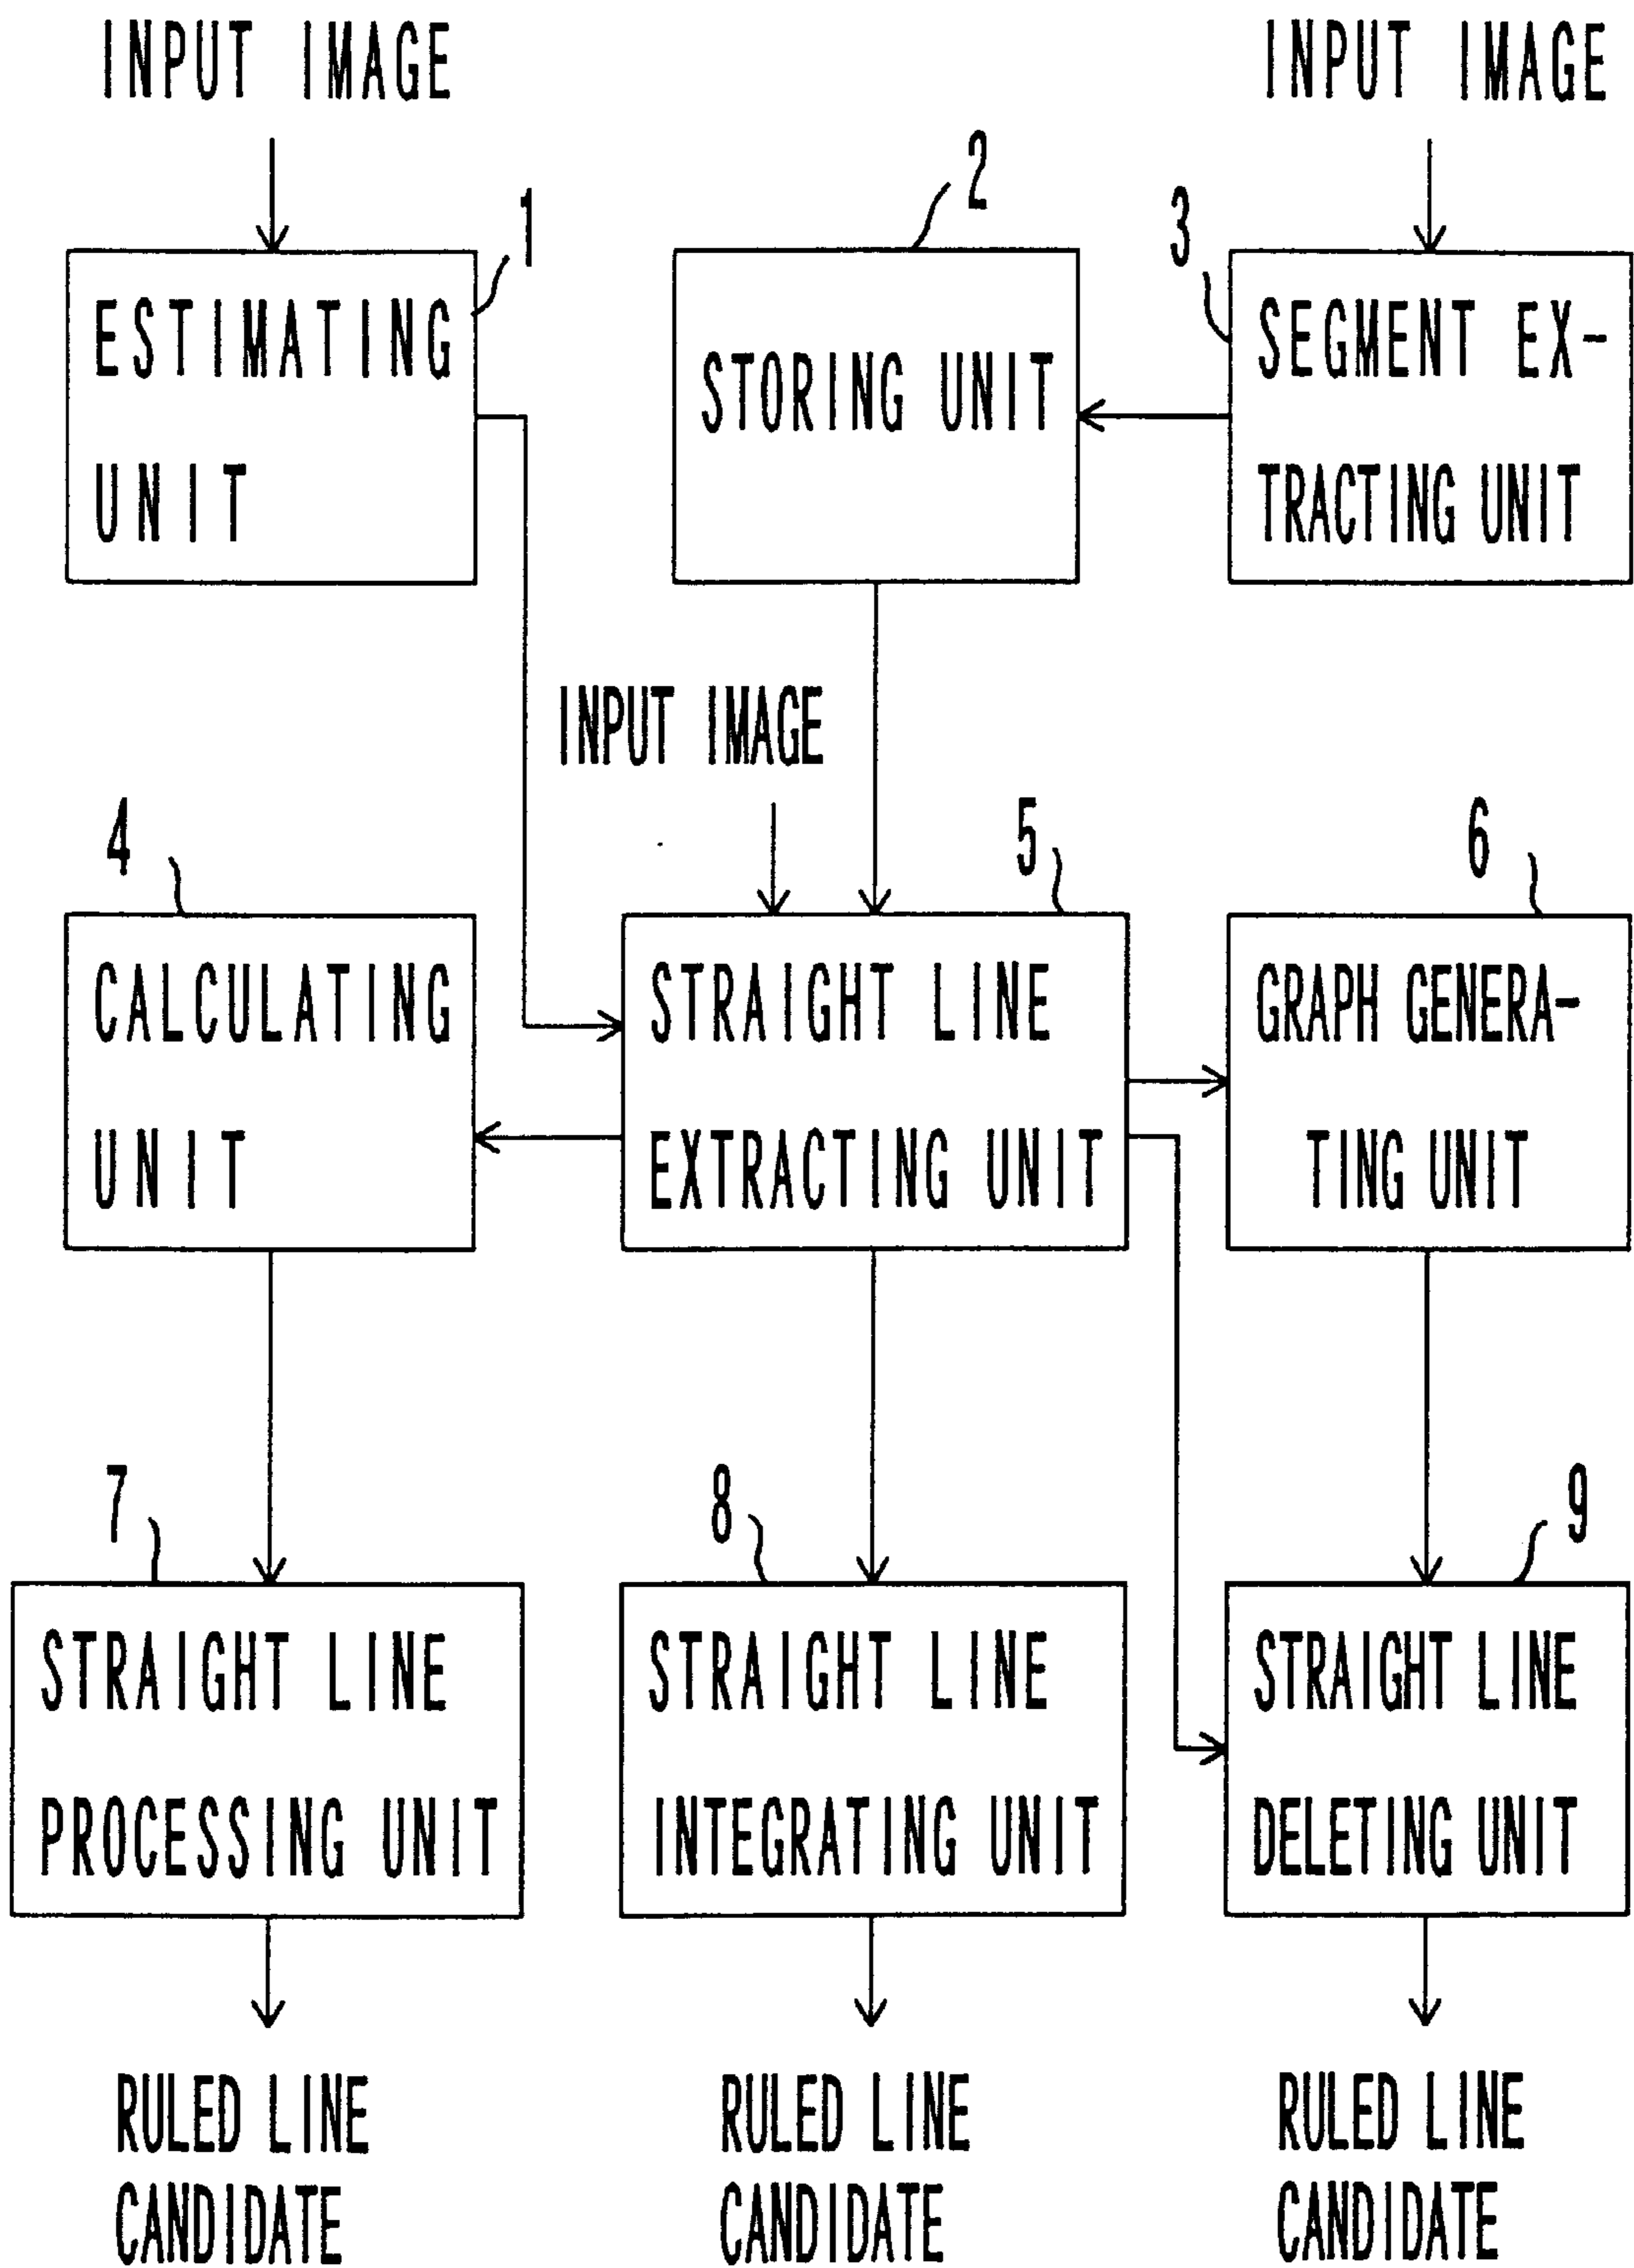 INPUT IMAGE
INPUT IMAGE
1
2
3
ESTIMATING
UNIT
STORING UNIT
SEGMENT EX-
TRACTING UNIT
INPUT IMAGE
4
5
6
CALCULATING
UNIT
STRAIGHT LINE
EXTRACTING UNIT
GRAPH GENERA-
TING UNIT
7
8
9
STRAIGHT LINE
PROCESSING UNIT
STRAIGHT LINE
INTEGRATING UNIT
STRAIGHT LINE
DELETING UNIT
RULED LINE
CANDIDATE
RULED LINE
CANDIDATE
RULED LINE
CANDIDATE